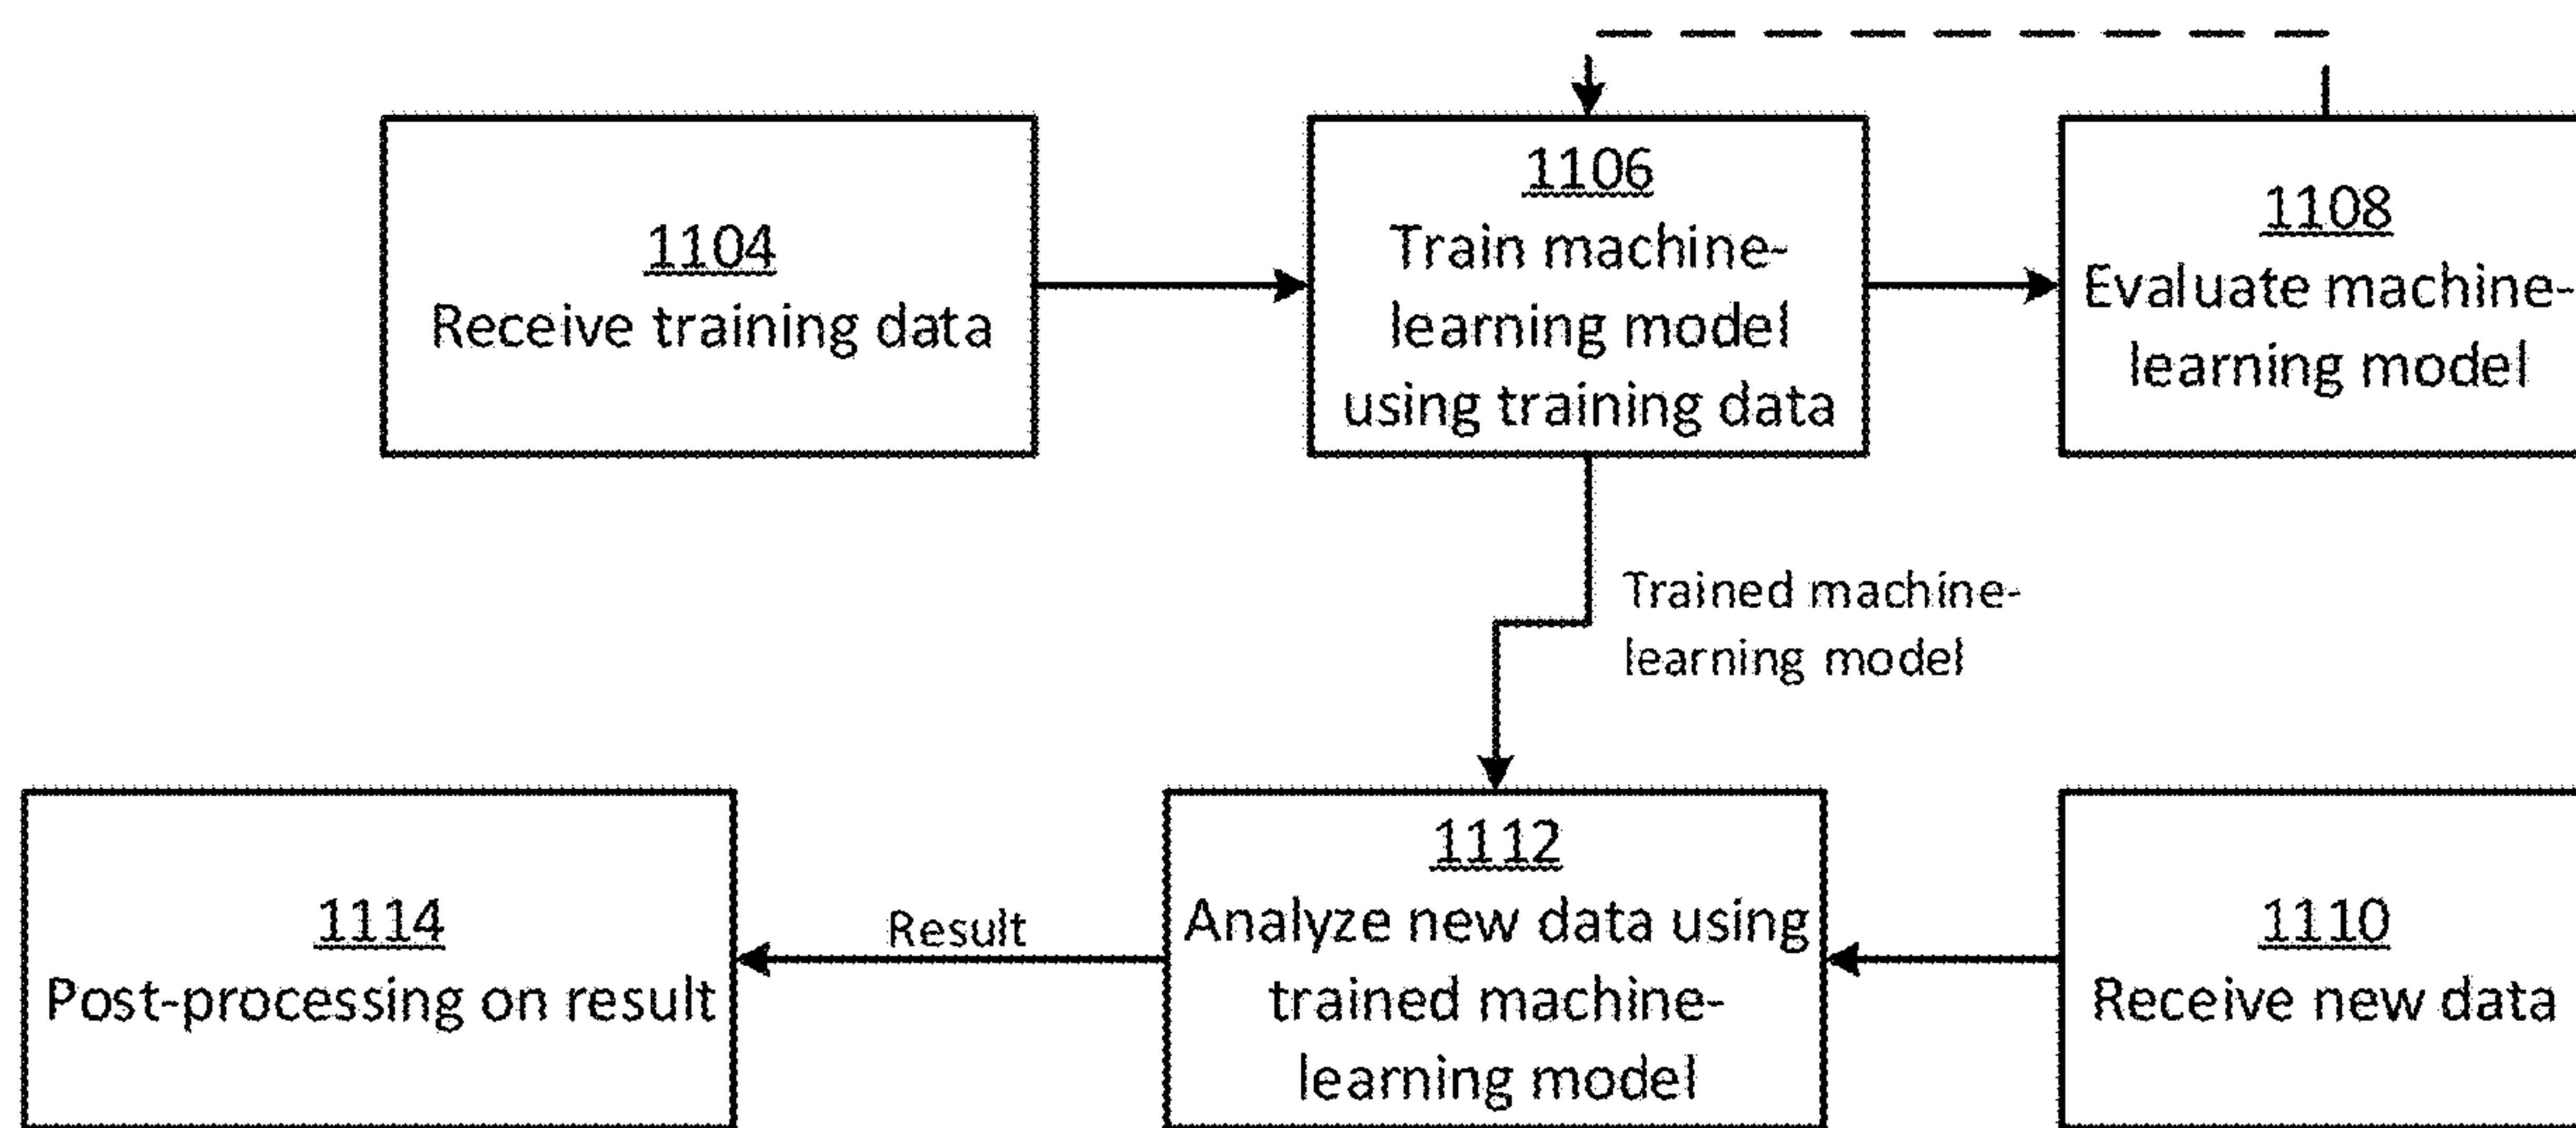 1104
Receive training data
1106
Train machine-
learning model
using training data
1108
Evaluate machine-
learning model
Trained machine-
learning model
1114
Post-processing on result
Result
1112
Analyze new data using
trained machine-
learning model
1110
Receive new data